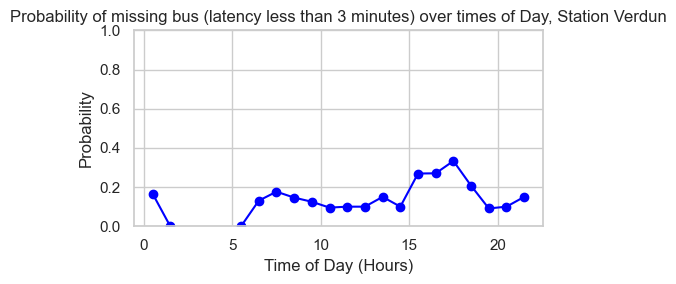 Probability of missing bus (latency less than 3 minutes) over times of Day, Station Verdun
1.0
0.8
0.6
0.4
0.2
0.0
Probability
0 5 10 15 20
Time of Day (Hours)